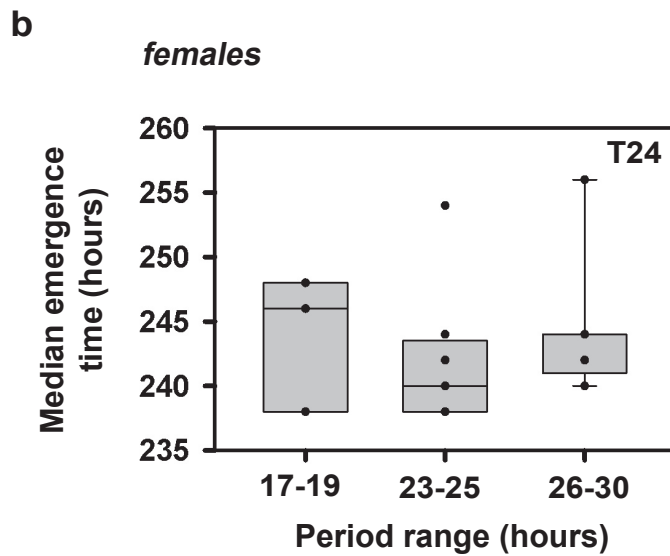 b
females
Median emergence
time (hours)
260
255
250
245
240
235
T24
17-19
23-25
26-30
Period range (hours)